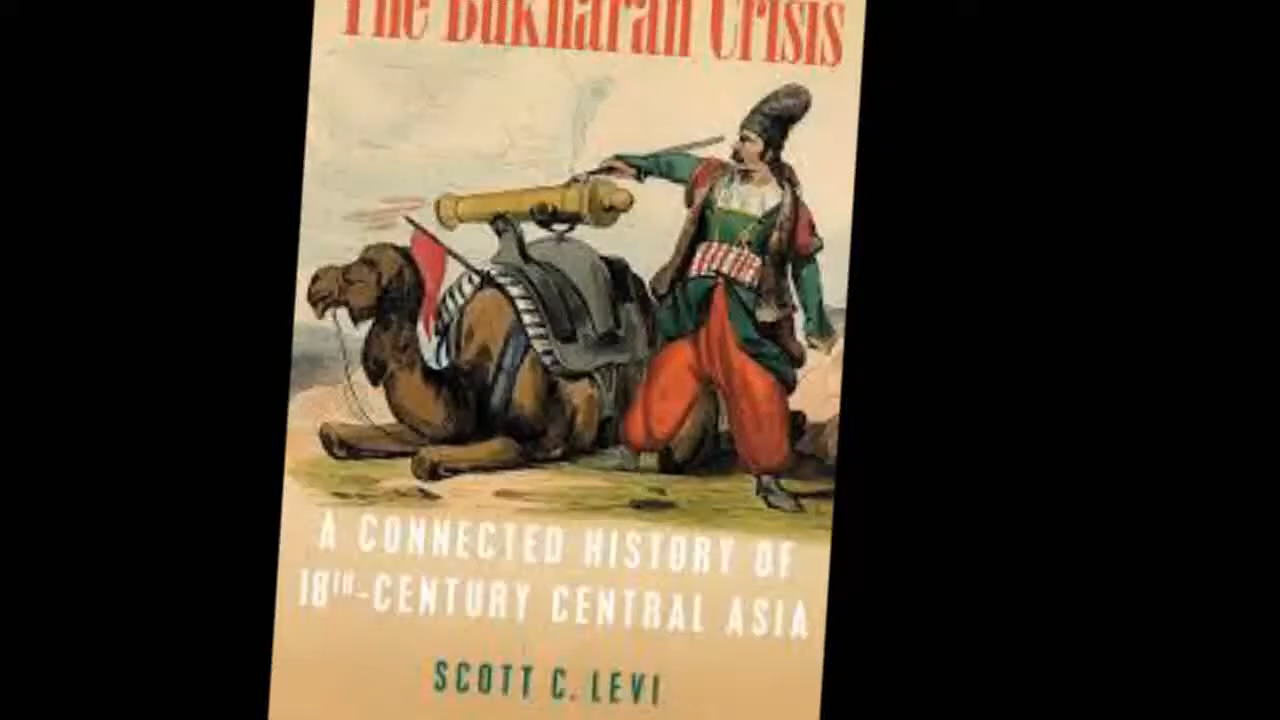 The Bukharan Crisis
A CONNECTED HISTORY OF
18TH-CENTURY CENTRAL ASIA
SCOTT C. LEVI